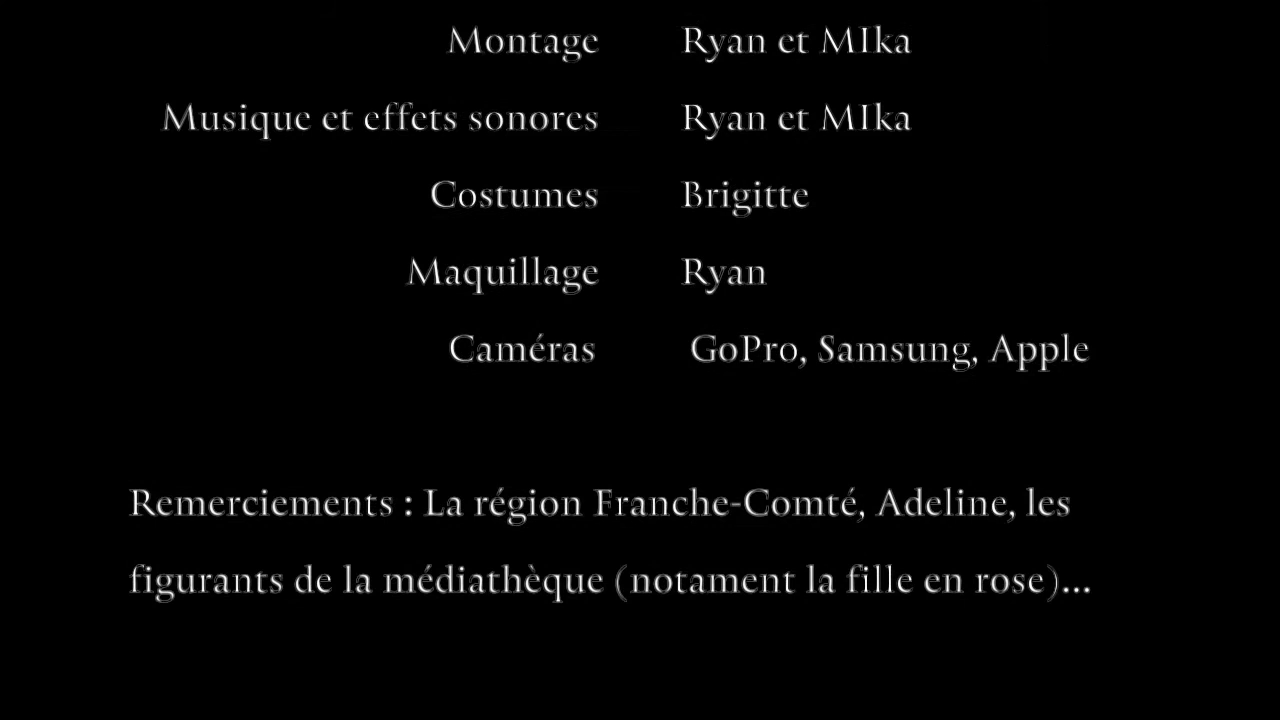 Montage Ryan et MIka
Musique et effets sonores Ryan et MIka
Costumes Brigitte
Maquillage Ryan
Caméras GoPro, Samsung, Apple
Remerciements : La région Franche-Comté, Adeline, les
figurants de la médiathèque (notament la fille en rose)...